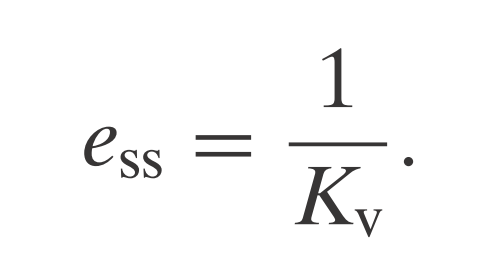 e_ss = 1/K_v.